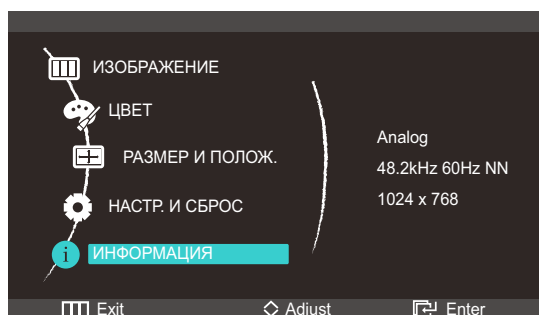 ИЗОБРАЖЕНИЕ
ЦВЕТ
РАЗМЕР И ПОЛОЖ.
НАСТР. И СБРОС
ИНФОРМАЦИЯ
Analog
48.2kHz 60Hz NN
1024 x 768
Exit Adjust Enter